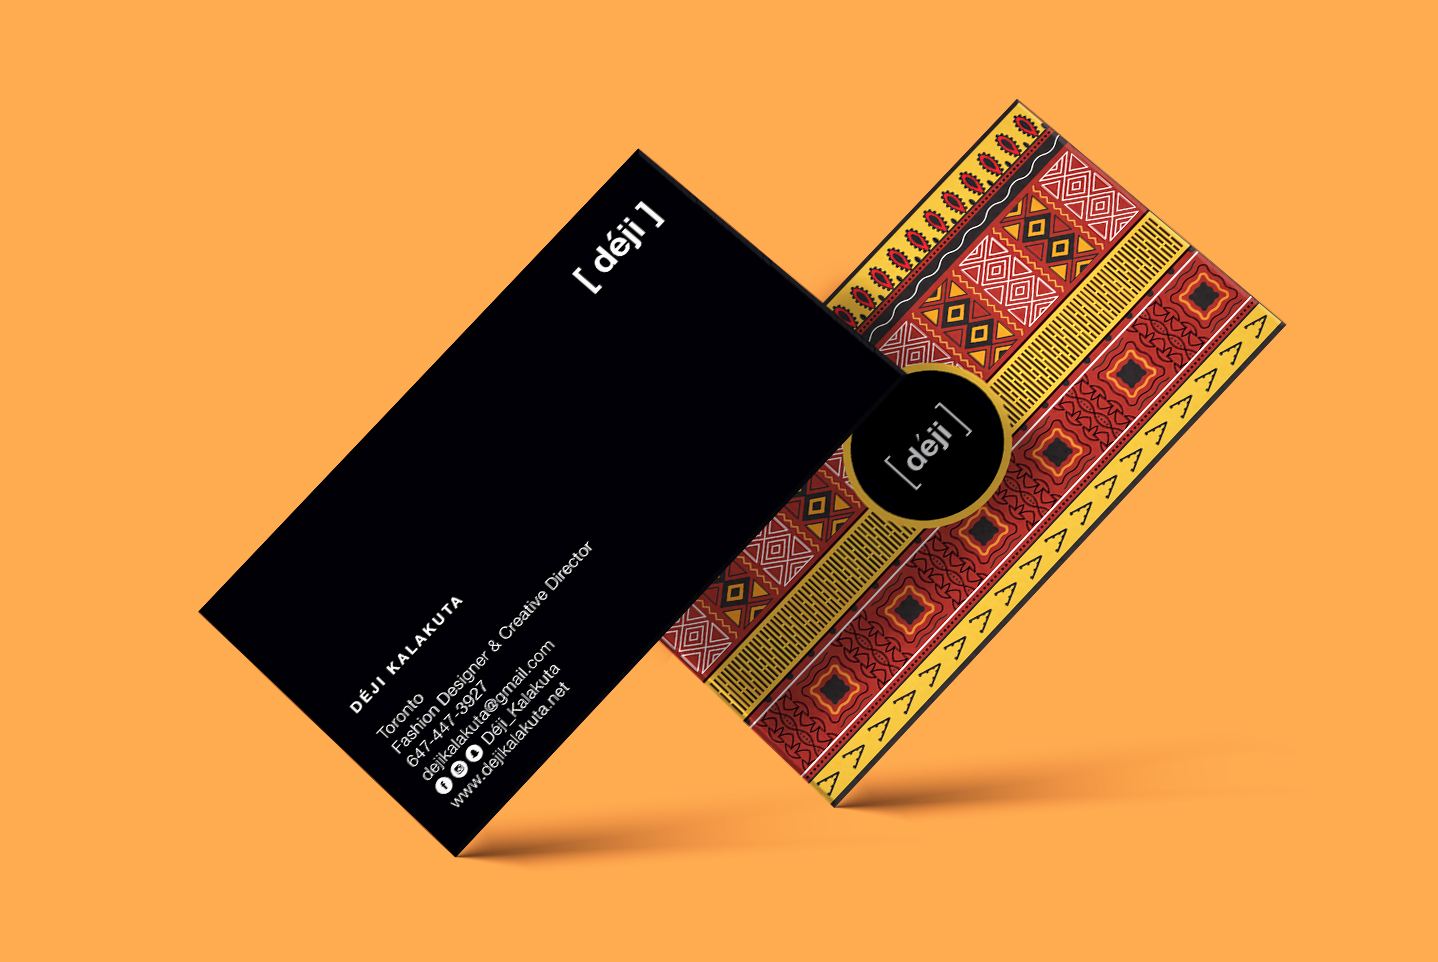 [ déji ]
DÉJI KALAKUTA
Toronto
Fashion Designer & Creative Director
647-447-3927
dejikalakuta@gmail.com
Déji_Kalakuta
www.dejikalakuta.net
[ déji ]